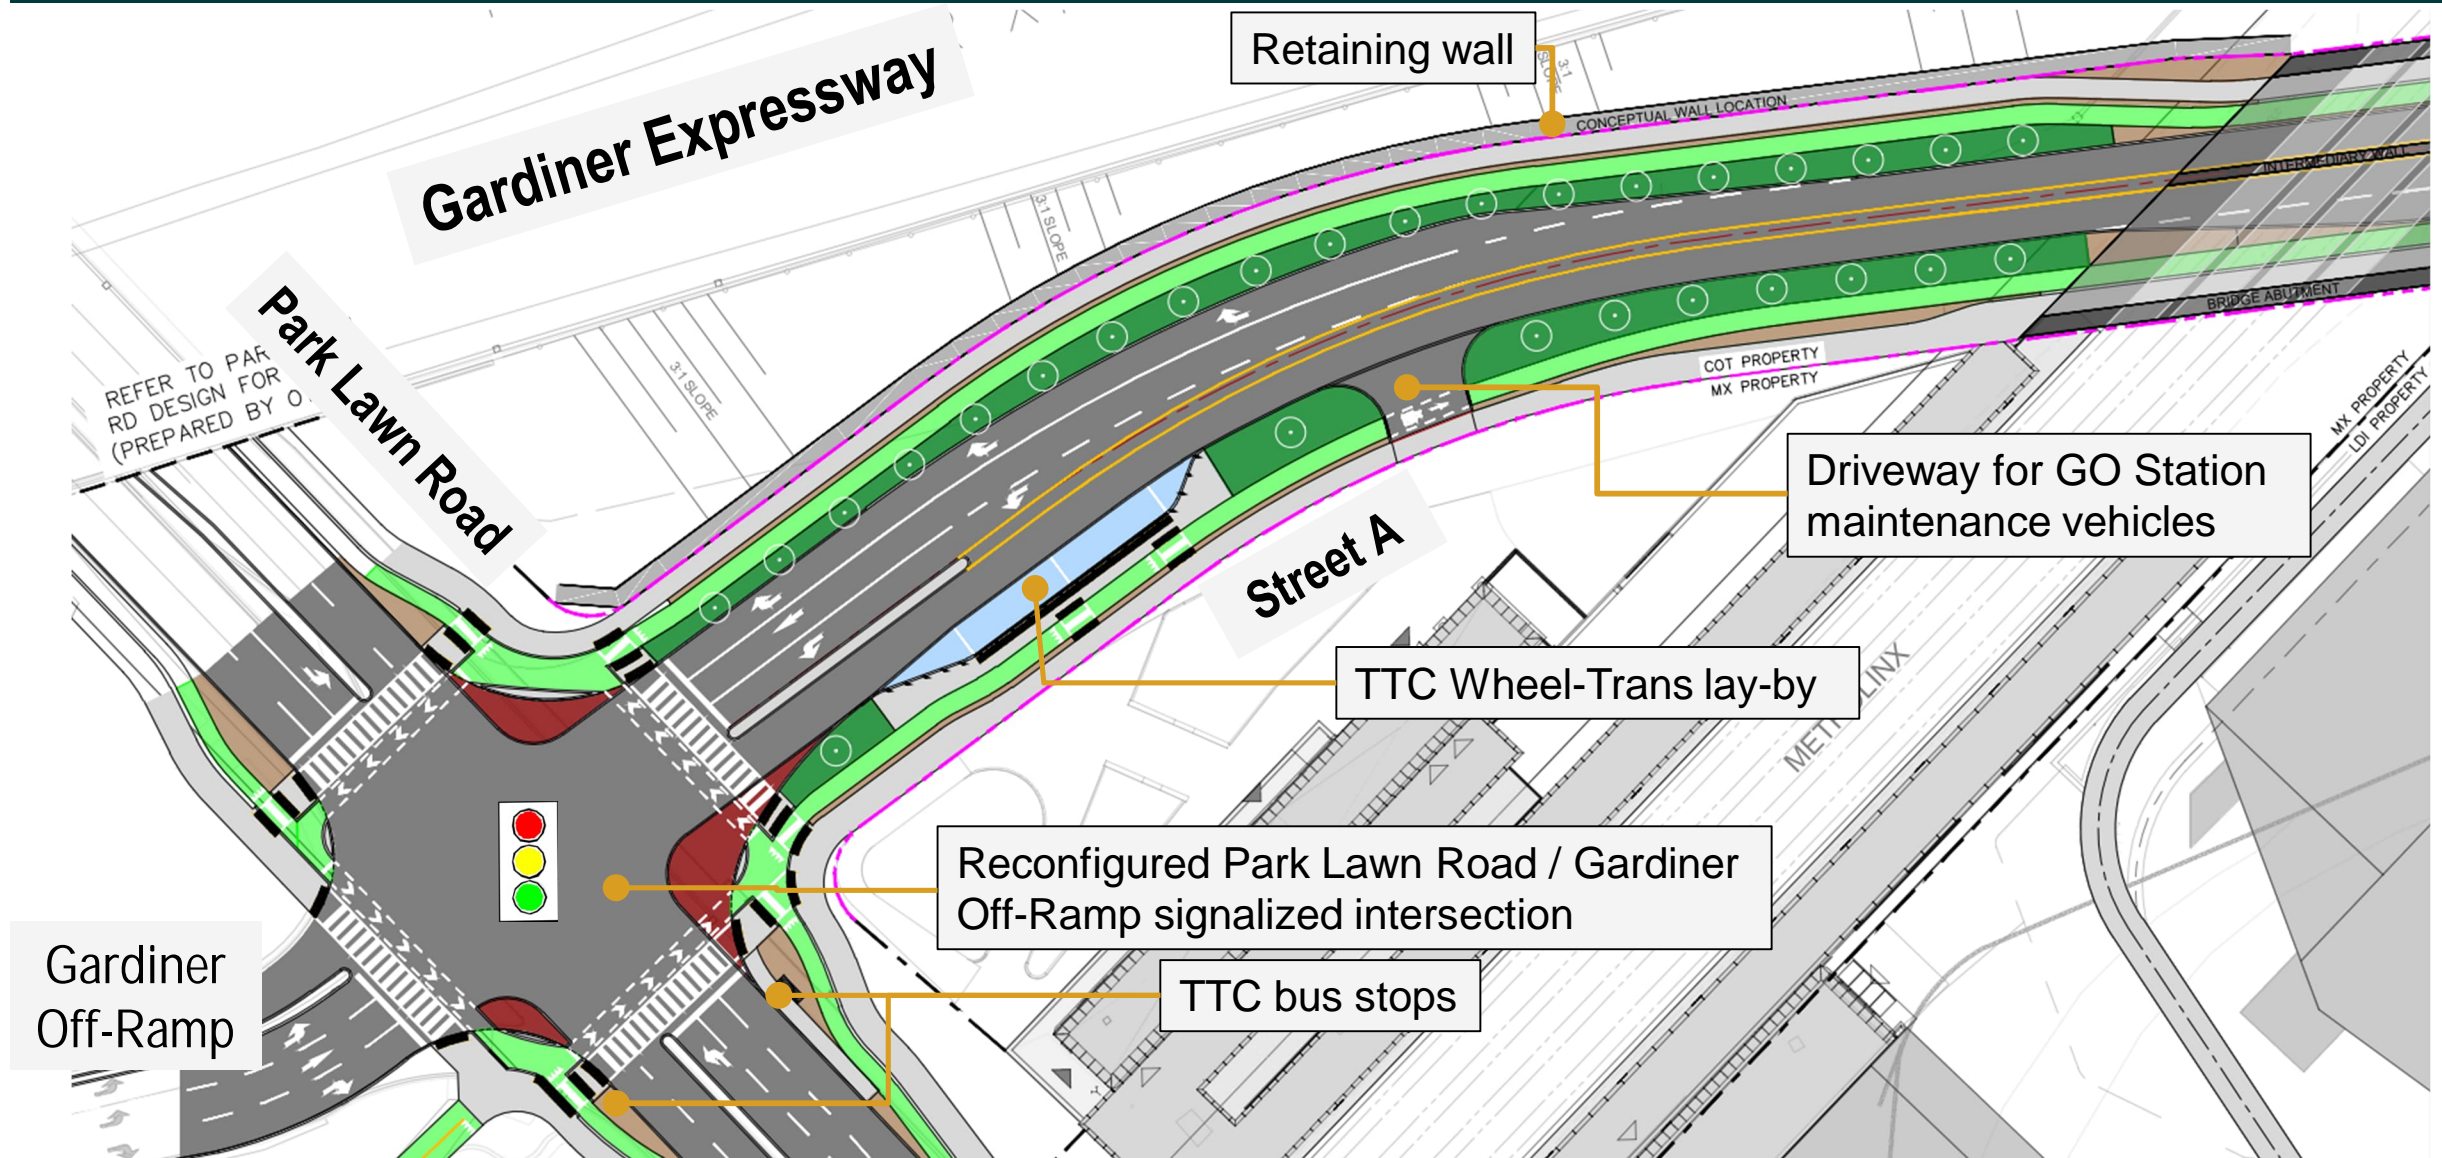 Retaining wall
Gardiner Expressway
3:1
SLOPE
CONCEPTUAL WALL LOCATION
INTERMEDIARY WALL
3:1 SLOPE
BRIDGE ABUTMENT
Park Lawn Road
REFER TO PAR
RD DESIGN FOR
(PREPARED BY O
3:1 SLOPE
COT PROPERTY
MX PROPERTY
MX PROPERTY
LDI PROPERTY
Driveway for GO Station
maintenance vehicles
Street A
TTC Wheel-Trans lay-by
Reconfigured Park Lawn Road / Gardiner
Off-Ramp signalized intersection
Gardiner
Off-Ramp
TTC bus stops